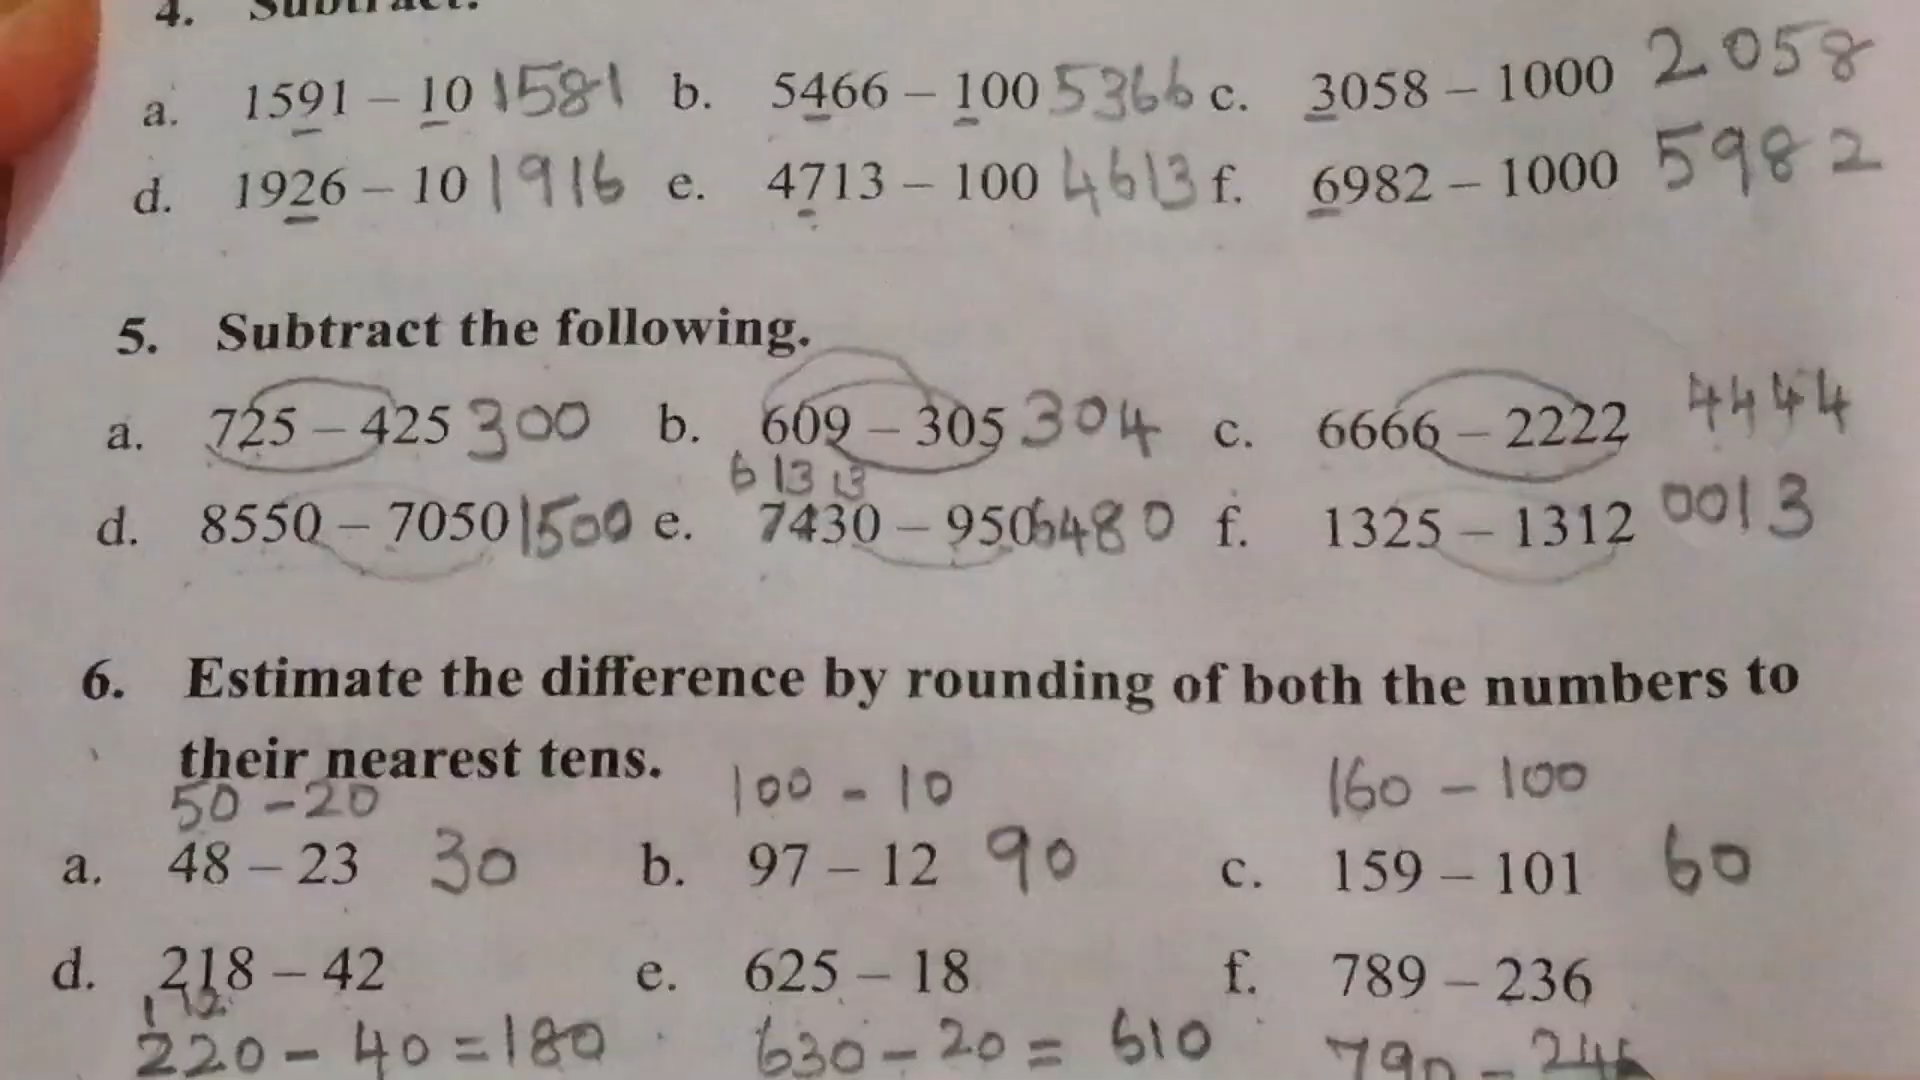 4. Subtract.
a. 1591 – 10 1581 b. 5466 – 100 5366 c. 3058 – 1000 2058
d. 1926 – 10 1916 e. 4713 – 100 4613 f. 6982 – 1000 5982
5. Subtract the following.
a. 725 – 425 300 b. 609 – 305 304 c. 6666 – 2222 4444
6 13 13
d. 8550 – 7050 1500 e. 7430 – 950 6480 f. 1325 – 1312 0013
6. Estimate the difference by rounding of both the numbers to
their nearest tens.
50 - 20 100 - 10 160 - 100
a. 48 – 23 30 b. 97 – 12 90 c. 159 – 101 60
d. 218 – 42 e. 625 – 18 f. 789 – 236
220 - 40 = 180 630 - 20 = 610 790 -